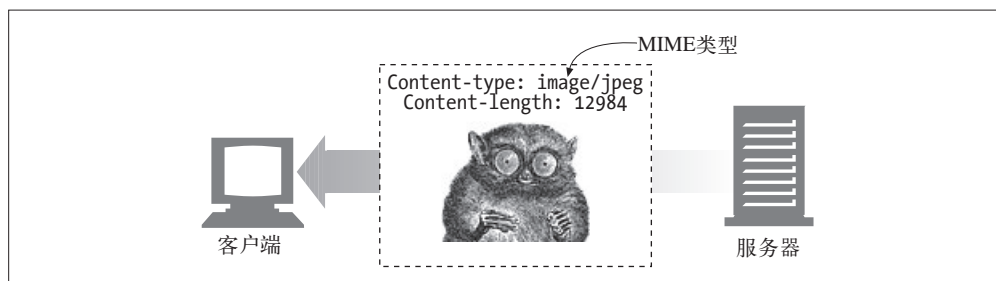 MIME类型
Content-type: image/jpeg
Content-length: 12984
客户端
服务器